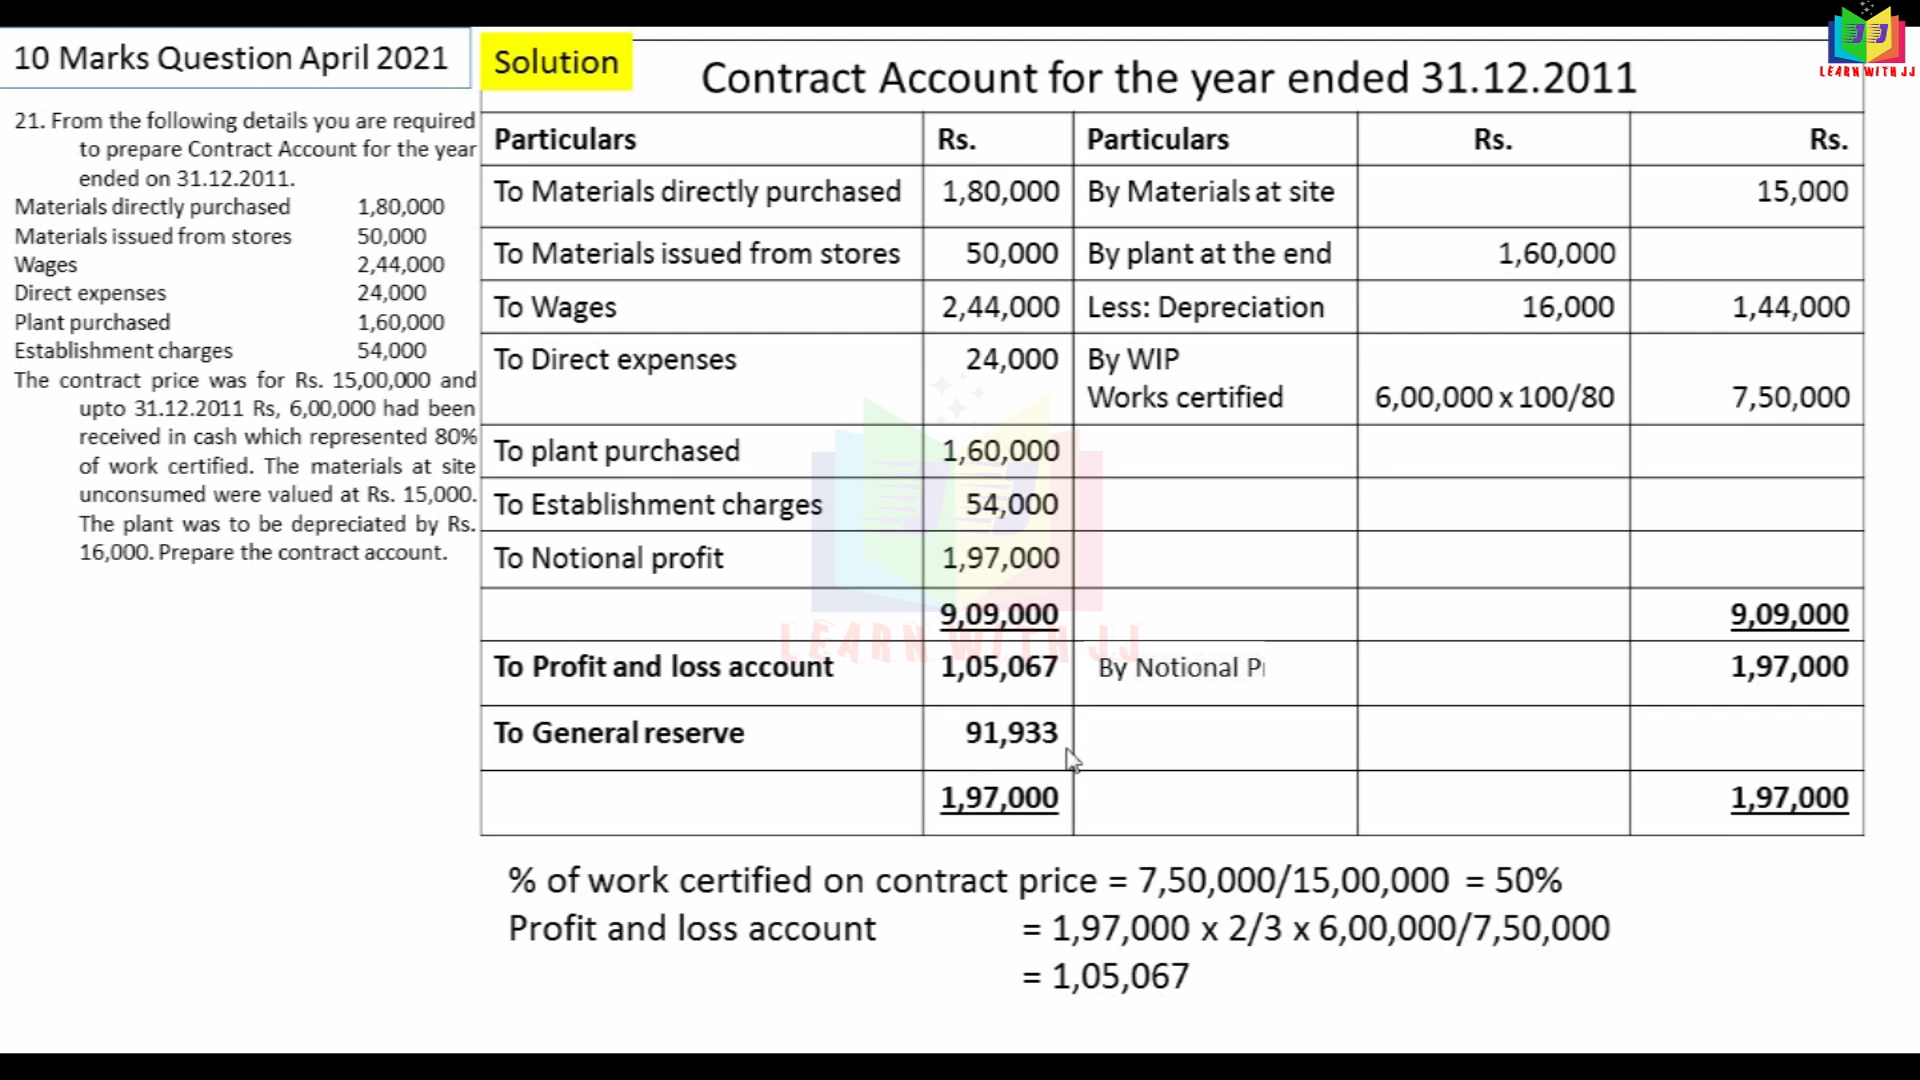 10 Marks Question April 2021
21. From the following details you are required
to prepare Contract Account for the year
ended on 31.12.2011.
Materials directly purchased 1,80,000
Materials issued from stores 50,000
Wages 2,44,000
Direct expenses 24,000
Plant purchased 1,60,000
Establishment charges 54,000
The contract price was for Rs. 15,00,000 and
upto 31.12.2011 Rs, 6,00,000 had been
received in cash which represented 80%
of work certified. The materials at site
unconsumed were valued at Rs. 15,000.
The plant was to be depreciated by Rs.
16,000. Prepare the contract account.
Solution
Contract Account for the year ended 31.12.2011
Particulars Rs. Particulars Rs. Rs.
To Materials directly purchased 1,80,000 By Materials at site 15,000
To Materials issued from stores 50,000 By plant at the end 1,60,000
To Wages 2,44,000 Less: Depreciation 16,000 1,44,000
To Direct expenses 24,000 By WIP
Works certified 6,00,000 x 100/80 7,50,000
To plant purchased 1,60,000
To Establishment charges 54,000
To Notional profit 1,97,000
9,09,000 9,09,000
To Profit and loss account 1,05,067 By Notional P 1,97,000
To General reserve 91,933
1,97,000 1,97,000
% of work certified on contract price = 7,50,000/15,00,000 = 50%
Profit and loss account = 1,97,000 x 2/3 x 6,00,000/7,50,000
= 1,05,067
JJ
LEARN WITH JJ
JJ
LEARN WITH JJ